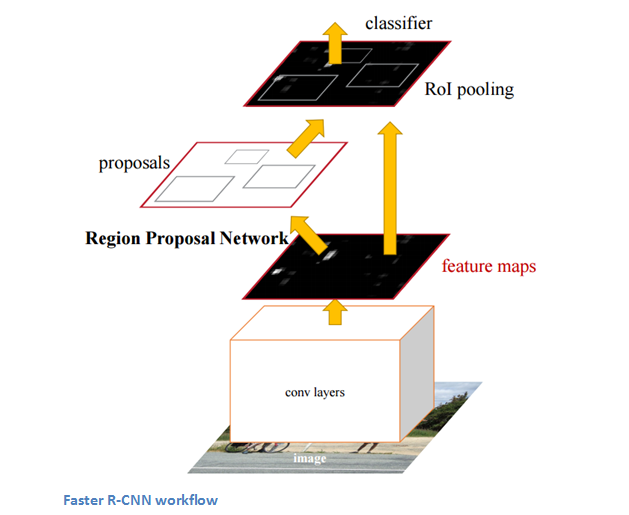 classifier
RoI pooling
proposals
Region Proposal Network
feature maps
conv layers
image
Faster R-CNN workflow